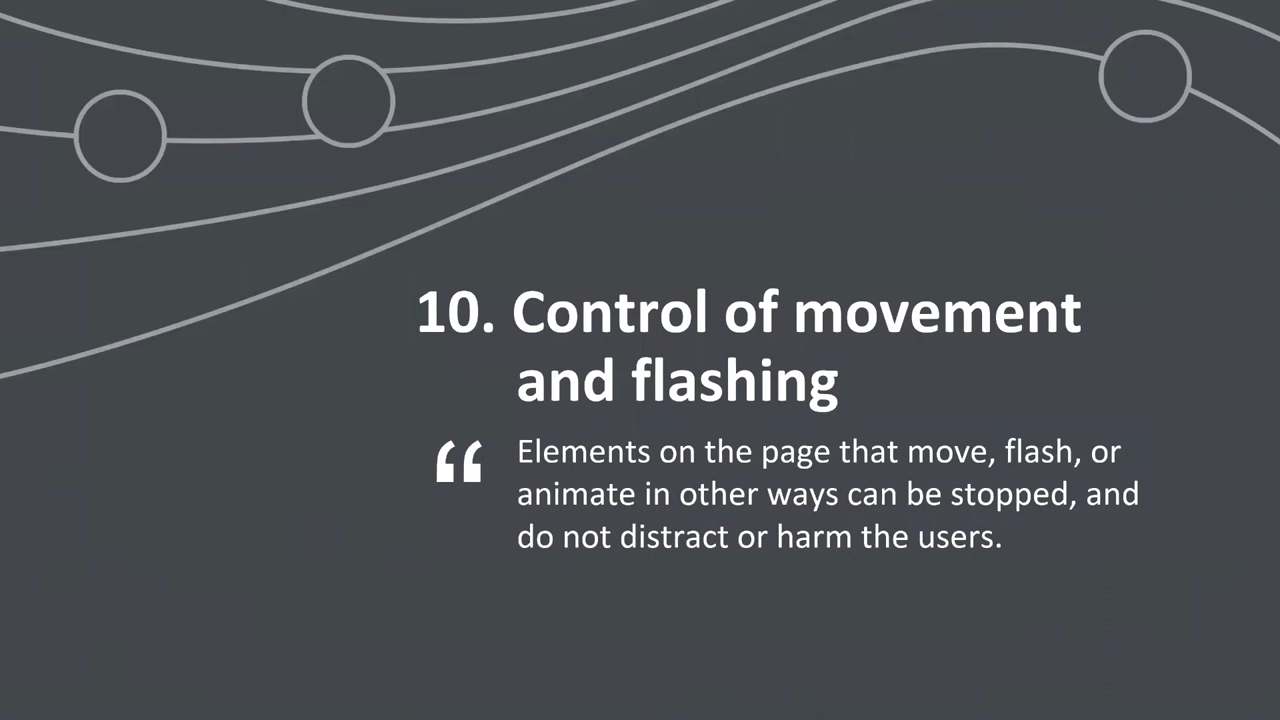 10. Control of movement
and flashing
“
Elements on the page that move, flash, or
animate in other ways can be stopped, and
do not distract or harm the users.